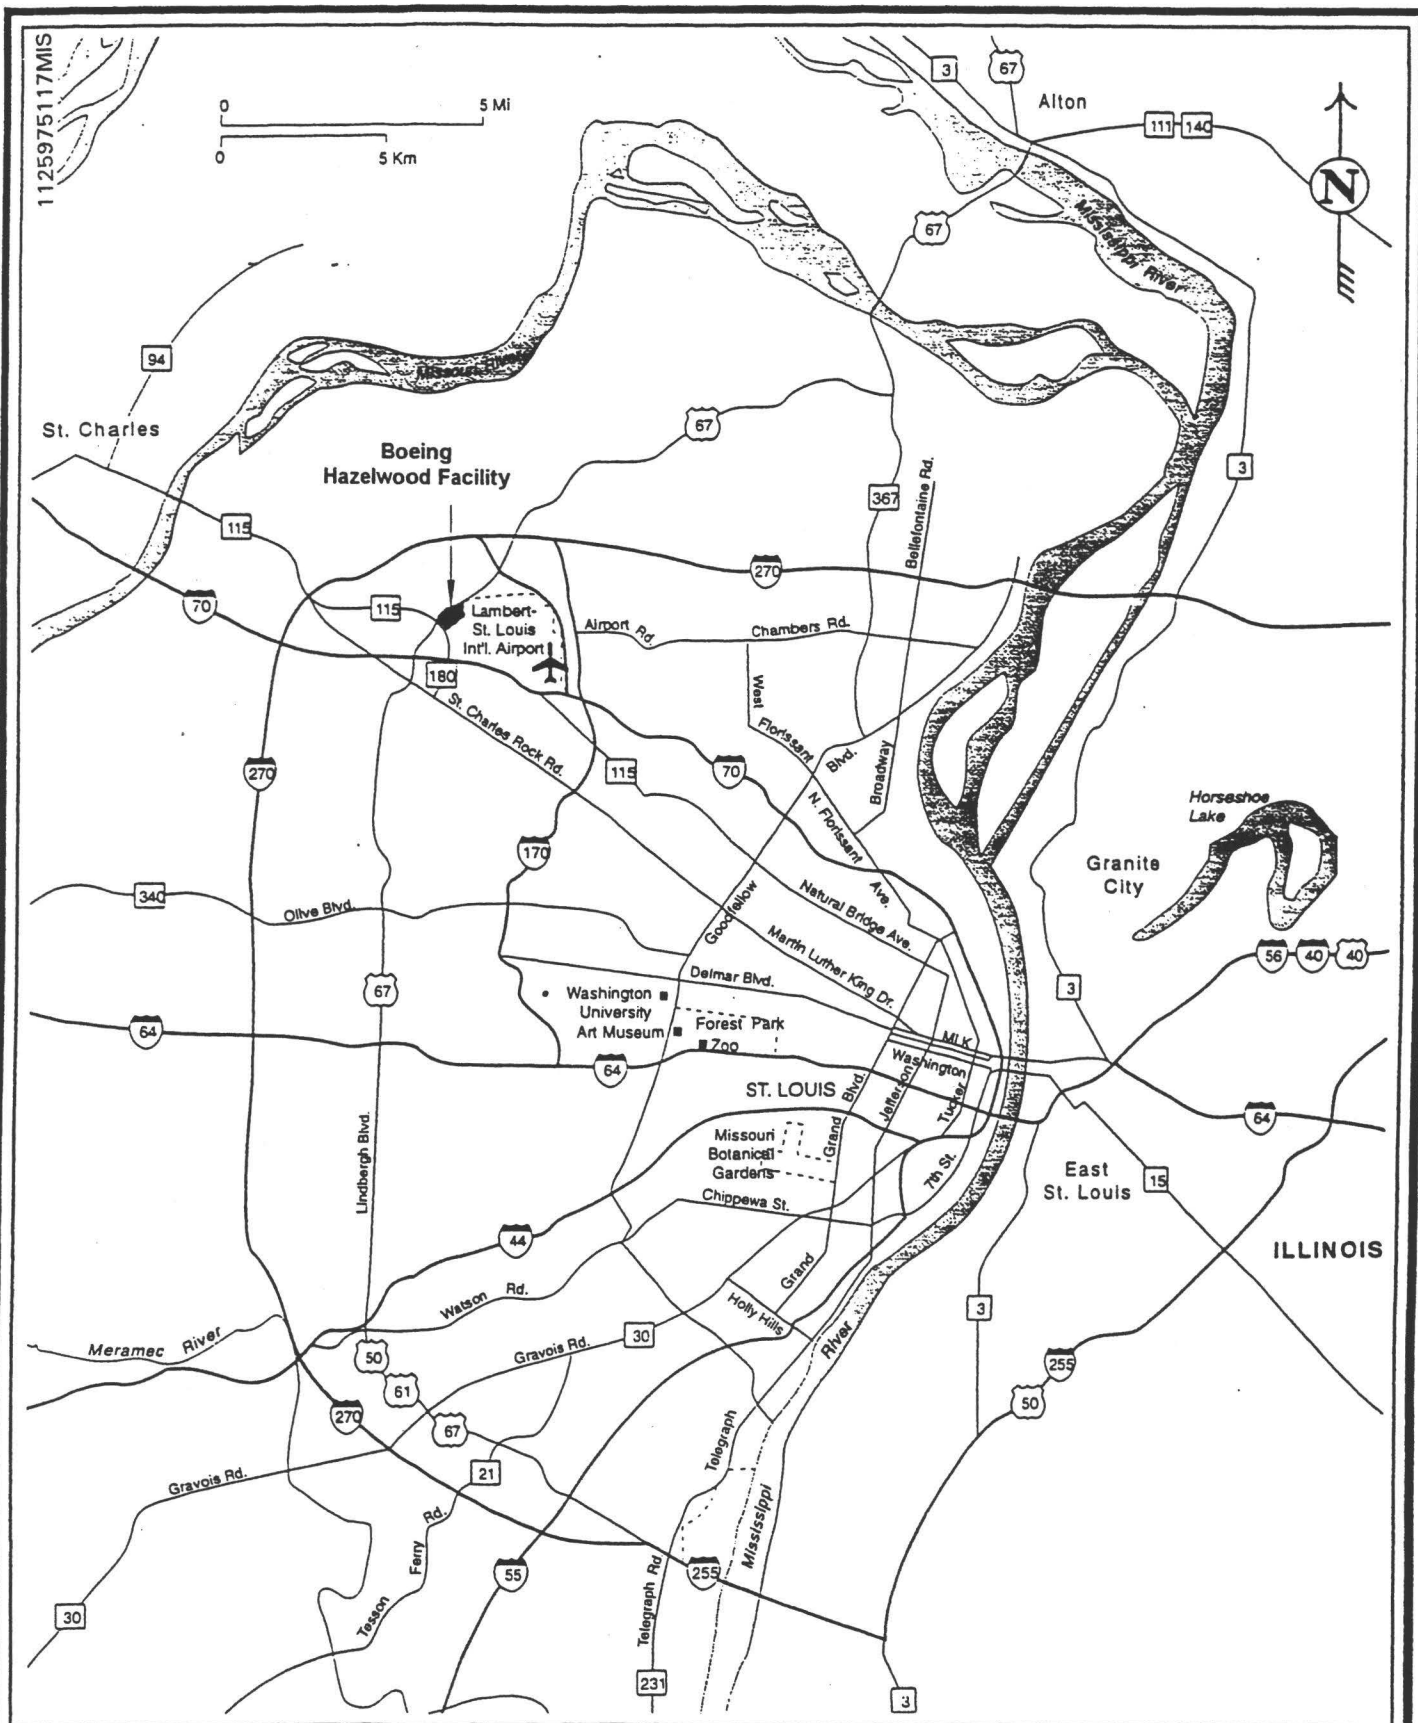 11259751 17MIS
0 5 Mi
0 5 Km
3
67
Alton
111 140
N
67
Mississippi River
94
Missouri River
67
St. Charles
3
Boeing
Hazelwood Facility
367
Bellefontaine Rd.
115
270
70
115
Lambert-
St. Louis
Int'l. Airport
Airport Rd.
Chambers Rd.
180
West
Florissant
St. Charles Rock Rd.
Blvd.
Broadway
270
115
70
N. Florissant
Ave.
Horseshoe
Lake
170
Granite
City
340
Olive Blvd.
Goodfellow
Natural Bridge Ave.
Martin Luther King Dr.
56 40 40
Delmar Blvd.
67
3
Washington
University
Art Museum
Forest Park
Zoo
64
MLK
Washington
64
ST. LOUIS
Blvd.
Jefferson
Tucker
64
Lindbergh Blvd.
Missouri
Botanical
Gardens
Grand
7th St.
East
St. Louis
15
Chippewa St.
44
ILLINOIS
Watson Rd.
Grand
Holly Hills
3
Meramec River
River
30
Gravois Rd.
50
61
67
255
50
270
Telegraph
Gravois Rd.
21
Rd.
Ferry
Tesson
Mississippi
55
255
Telegraph Rd
30
231
3